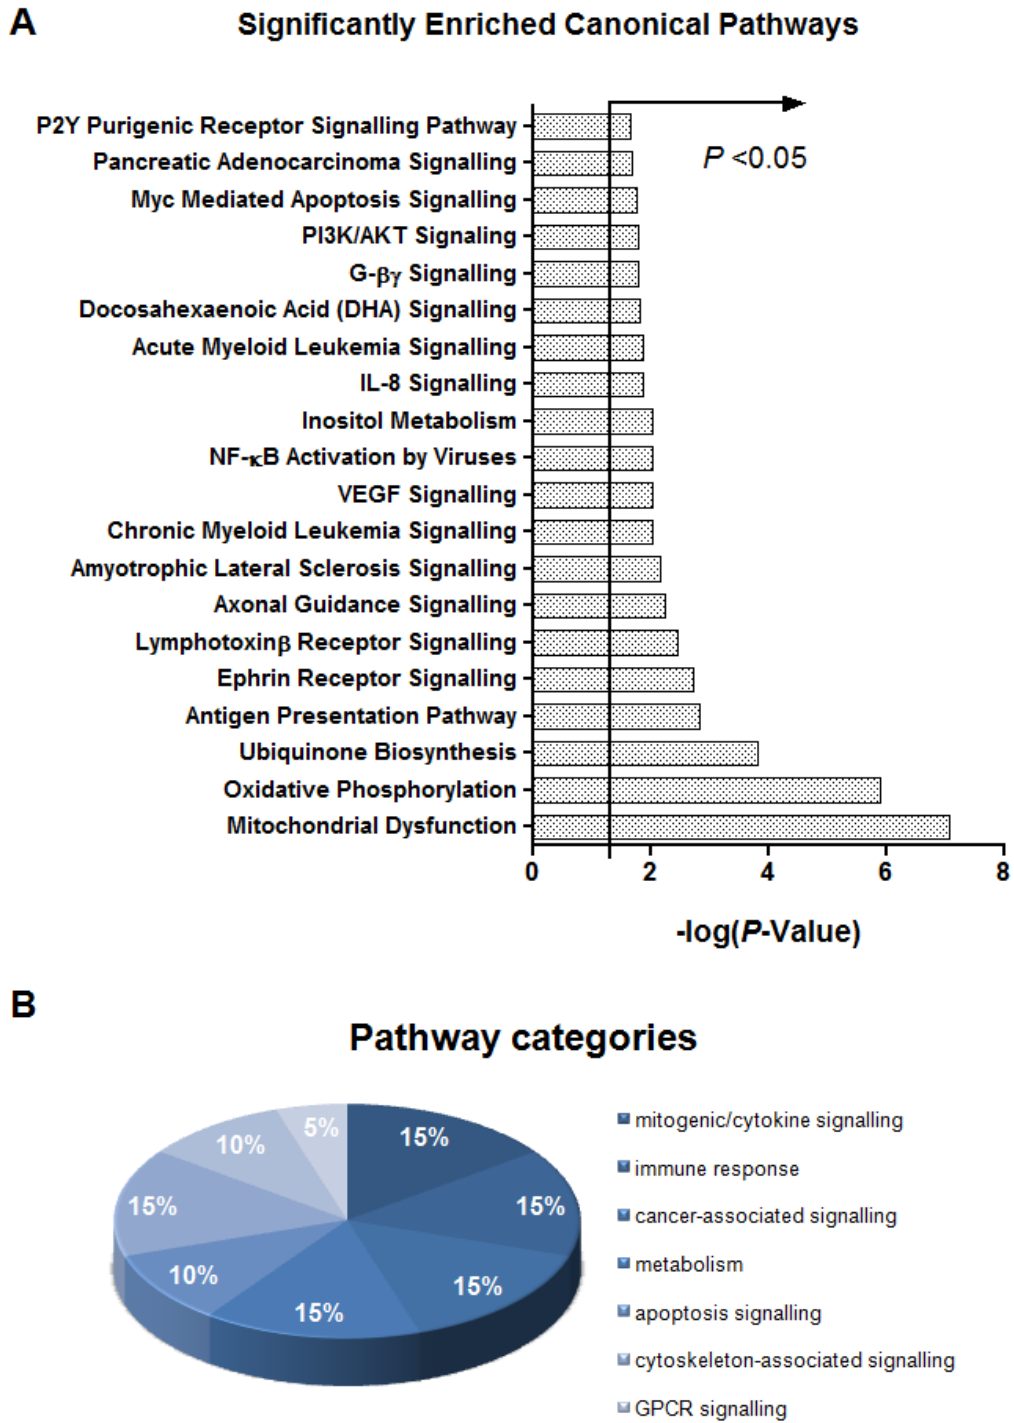 A
Significantly Enriched Canonical Pathways
P2Y Purigenic Receptor Signalling Pathway
Pancreatic Adenocarcinoma Signalling
Myc Mediated Apoptosis Signalling
PI3K/AKT Signaling
G-βγ Signalling
Docosahexaenoic Acid (DHA) Signalling
Acute Myeloid Leukemia Signalling
IL-8 Signalling
Inositol Metabolism
NF-κB Activation by Viruses
VEGF Signalling
Chronic Myeloid Leukemia Signalling
Amyotrophic Lateral Sclerosis Signalling
Axonal Guidance Signalling
Lymphotoxinβ Receptor Signalling
Ephrin Receptor Signalling
Antigen Presentation Pathway
Ubiquinone Biosynthesis
Oxidative Phosphorylation
Mitochondrial Dysfunction
P <0.05
0 2 4 6 8
-log(P-Value)
B
Pathway categories
15%
15%
15%
15%
10%
15%
10%
5%
mitogenic/cytokine signalling
immune response
cancer-associated signalling
metabolism
apoptosis signalling
cytoskeleton-associated signalling
GPCR signalling